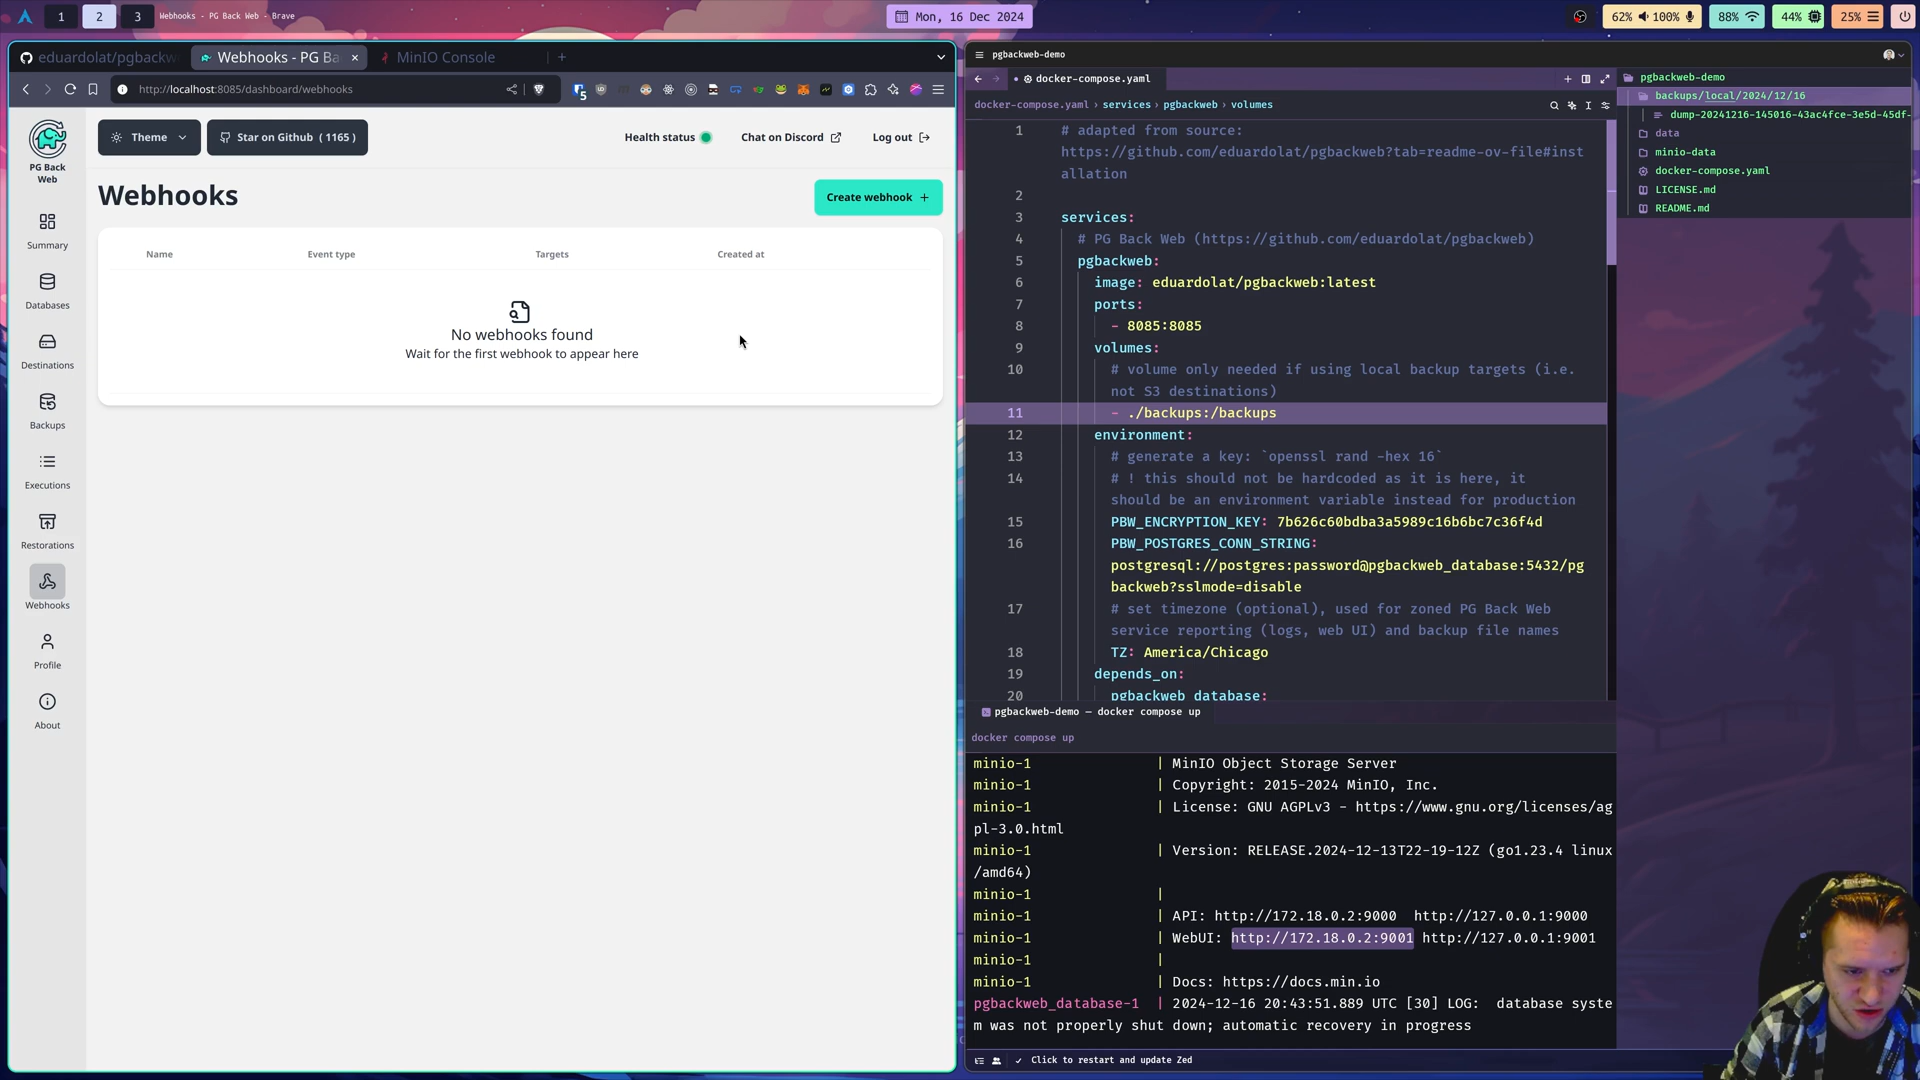 1
2
3
Webhooks - PG Back Web - Brave
Mon, 16 Dec 2024
62%
100%
88%
44%
25%
eduardolat/pgbackw
Webhooks - PG Ba
MinIO Console
http://localhost:8085/dashboard/webhooks
5
PG Back
Web
Theme
Star on Github ( 1165 )
Health status
Chat on Discord
Log out
Webhooks
Create webhook
Name
Event type
Targets
Created at
No webhooks found
Wait for the first webhook to appear here
Summary
Databases
Destinations
Backups
Executions
Restorations
Webhooks
Profile
About
pgbackweb-demo
docker-compose.yaml
docker-compose.yaml › services › pgbackweb › volumes
1 # adapted from source:
https://github.com/eduardolat/pgbackweb?tab=readme-ov-file#inst
allation
2
3 services:
4 # PG Back Web (https://github.com/eduardolat/pgbackweb)
5 pgbackweb:
6 image: eduardolat/pgbackweb:latest
7 ports:
8 - 8085:8085
9 volumes:
10 # volume only needed if using local backup targets (i.e.
not S3 destinations)
11 - ./backups:/backups
12 environment:
13 # generate a key: `openssl rand -hex 16`
14 # ! this should not be hardcoded as it is here, it
should be an environment variable instead for production
15 PBW_ENCRYPTION_KEY: 7b626c60bdba3a5989c16b6bc7c36f4d
16 PBW_POSTGRES_CONN_STRING:
postgresql://postgres:password@pgbackweb_database:5432/pg
backweb?sslmode=disable
17 # set timezone (optional), used for zoned PG Back Web
service reporting (logs, web UI) and backup file names
18 TZ: America/Chicago
19 depends_on:
20 pgbackweb_database:
pgbackweb-demo
backups/local/2024/12/16
dump-20241216-145016-43ac4fce-3e5d-45df-
data
minio-data
docker-compose.yaml
LICENSE.md
README.md
pgbackweb-demo — docker compose up
docker compose up
minio-1 | MinIO Object Storage Server
minio-1 | Copyright: 2015-2024 MinIO, Inc.
minio-1 | License: GNU AGPLv3 - https://www.gnu.org/licenses/ag
pl-3.0.html
minio-1 | Version: RELEASE.2024-12-13T22-19-12Z (go1.23.4 linux
/amd64)
minio-1 |
minio-1 | API: http://172.18.0.2:9000 http://127.0.0.1:9000
minio-1 | WebUI: http://172.18.0.2:9001 http://127.0.0.1:9001
minio-1 |
minio-1 | Docs: https://docs.min.io
pgbackweb_database-1 | 2024-12-16 20:43:51.889 UTC [30] LOG: database syste
m was not properly shut down; automatic recovery in progress
Click to restart and update Zed